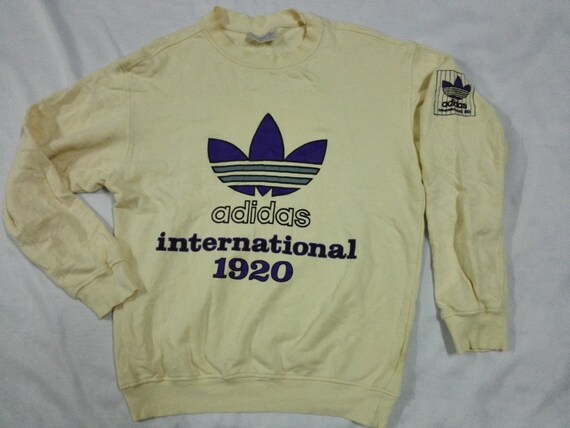 adidas
international
1920
adidas